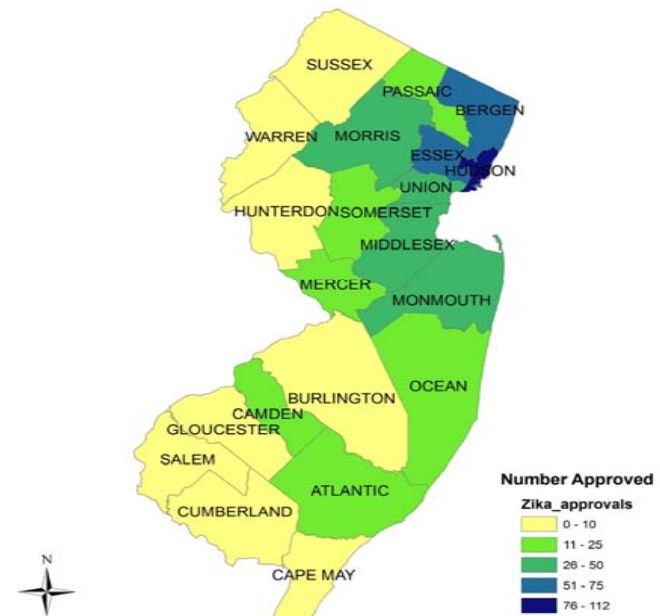 SUSSEX
PASSAIC
BERGEN
WARREN
MORRIS
ESSEX
HUDSON
UNION
HUNTERDON
SOMERSET
MIDDLESEX
MERCER
MONMOUTH
OCEAN
BURLINGTON
CAMDEN
GLOUCESTER
SALEM
ATLANTIC
CUMBERLAND
CAPE MAY
Number Approved
Zika_approvals
0 - 10
11 - 25
26 - 50
51 - 75
76 - 112
N